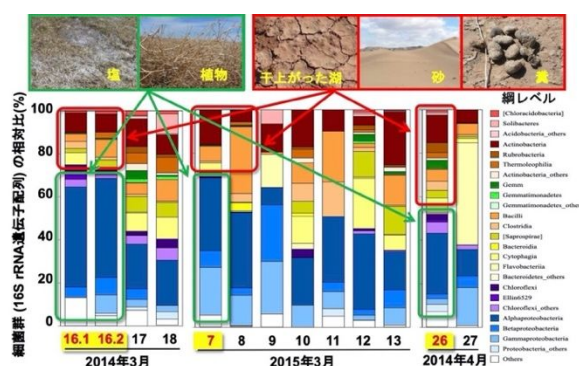 塩
植物
干上がった湖
砂
糞
細菌群 (16S rRNA遺伝子配列) の相対比(%)
100
80
60
40
20
0
綱レベル
[Chloracidobacteria]
Solibacteres
Acidobacteria_others
Actinobacteria
Rubrobacteria
Thermoleophilia
Actinobacteria_others
Gemm
Gemmatimonadetes
Gemmatimonadetes_others
Bacilli
Clostridia
[Saprospirae]
Bacteroidia
Cytophagia
Flavobacteriia
Bacteroidetes_others
Chloroflexi
Ellin6529
Chloroflexi_others
Alphaproteobacteria
Betaproteobacteria
Gammaproteobacteria
Proteobacteria_others
Others
16.1 16.2 17 18 7 8 9 10 11 12 13 26 27
2014年3月 2015年3月 2014年4月